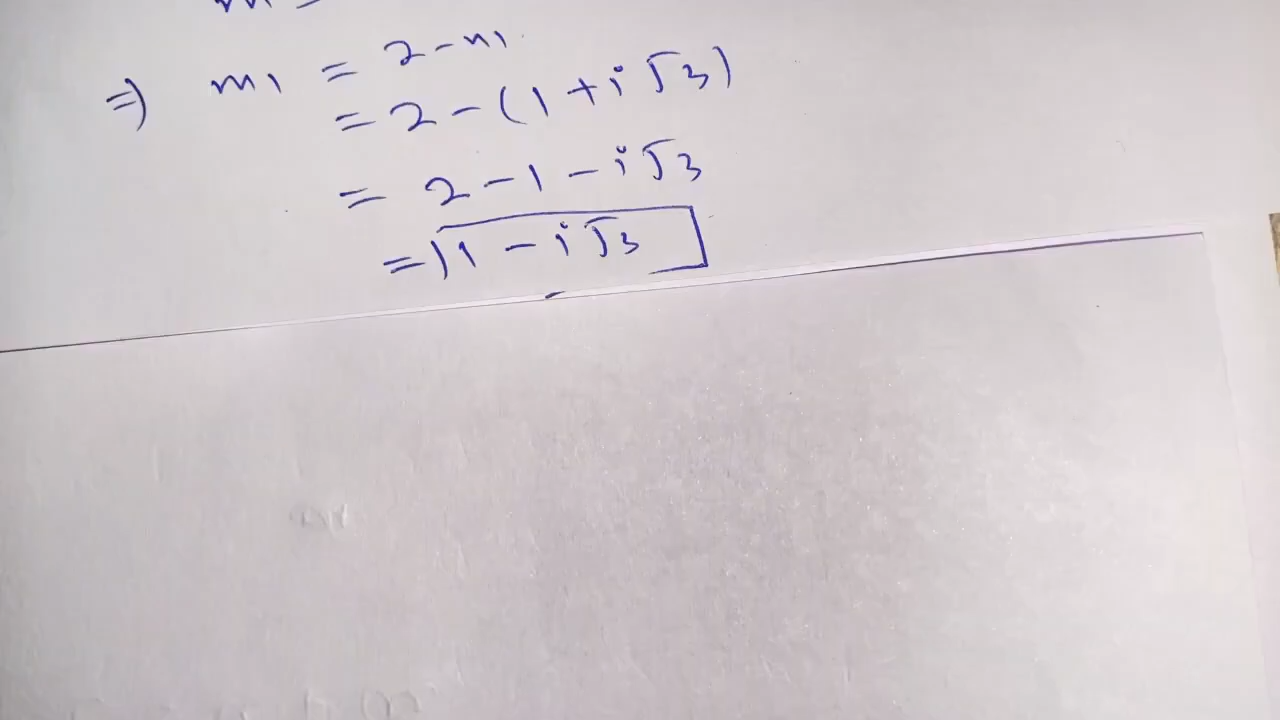 ⇒ m₁ = 2-n₁
= 2-(1+i√3)
= 2-1-i√3
= 1-i√3